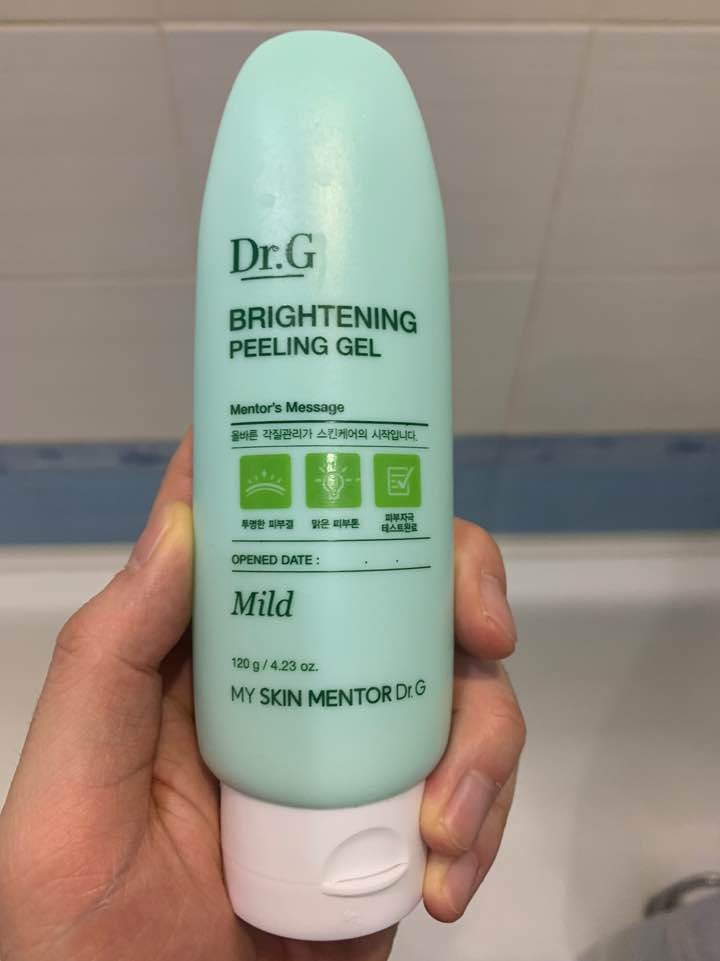 Dr.G
BRIGHTENING
PEELING GEL
Mentor's Message
올바른 각질관리가 스킨케어의 시작입니다.
투명한 피부결 맑은 피부톤 피부자극
테스트완료
OPENED DATE : . .
Mild
120 g / 4.23 oz.
MY SKIN MENTOR Dr.G